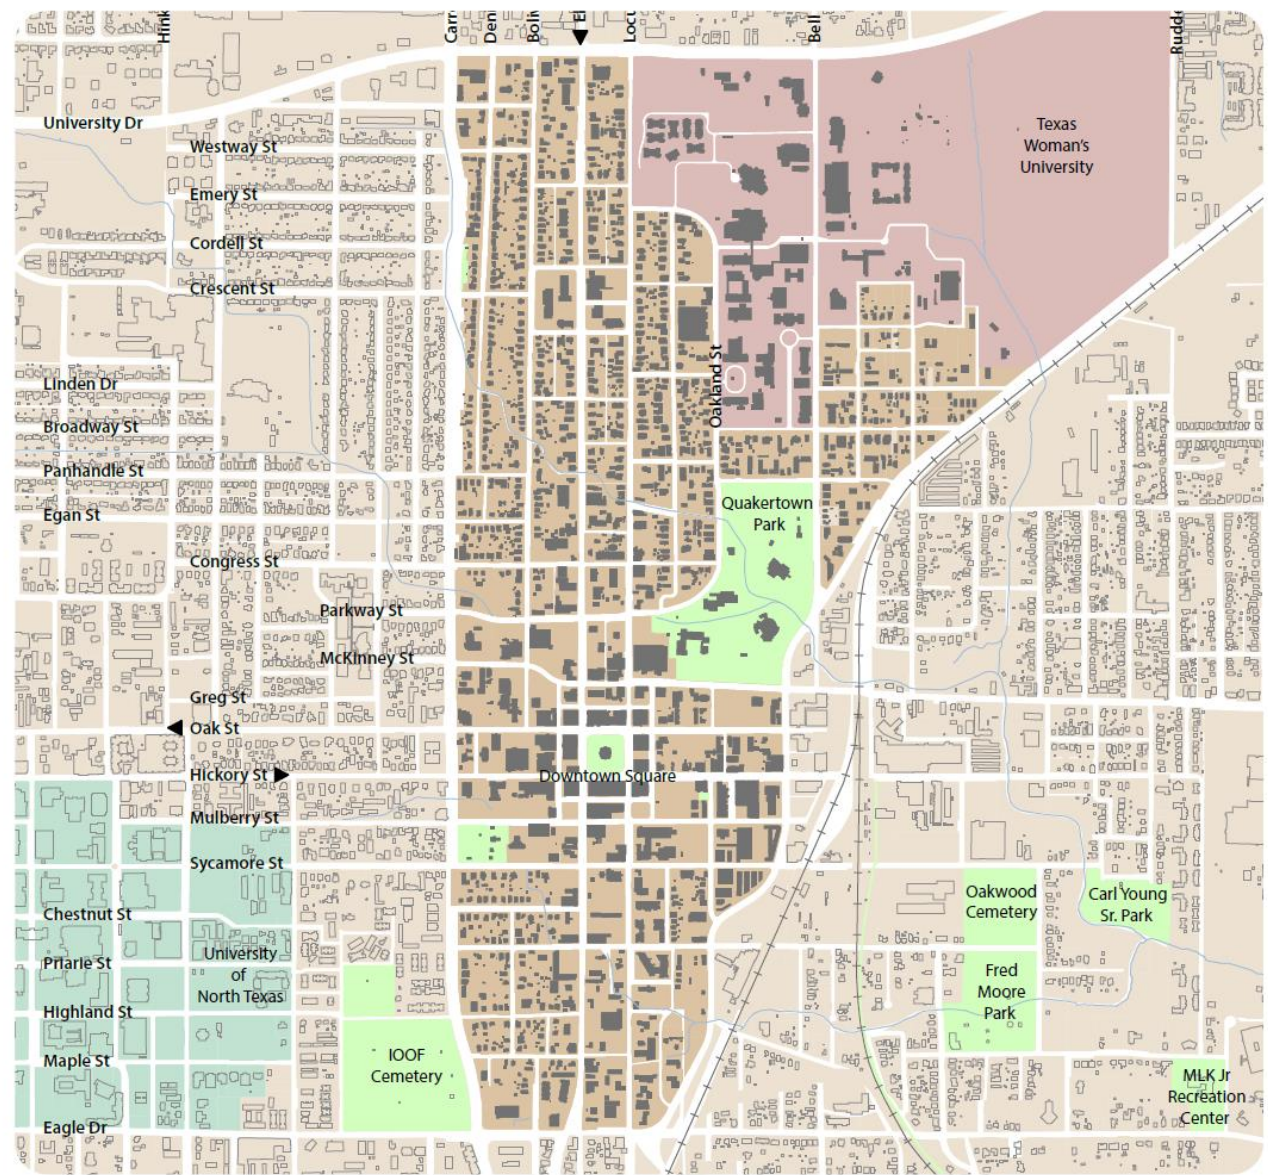 University Dr
Westway St
Emery St
Cordell St
Crescent St
Linden Dr
Broadway St
Panhandle St
Egan St
Congress St
Parkway St
McKinney St
Greg St
Oak St
Hickory St
Mulberry St
Sycamore St
Chestnut St
Priarie St
Highland St
Maple St
Eagle Dr
Bell
Oakland St
Texas
Woman's
University
Quakertown
Park
Downtown Square
University
of
North Texas
IOOF
Cemetery
Oakwood
Cemetery
Carl Young
Sr. Park
Fred
Moore
Park
MLK Jr
Recreation
Center